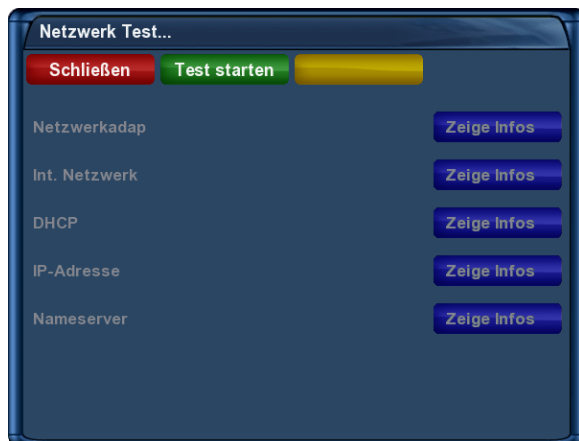 Netzwerk Test...
Schließen Test starten
Netzwerkadap Zeige Infos
Int. Netzwerk Zeige Infos
DHCP Zeige Infos
IP-Adresse Zeige Infos
Nameserver Zeige Infos